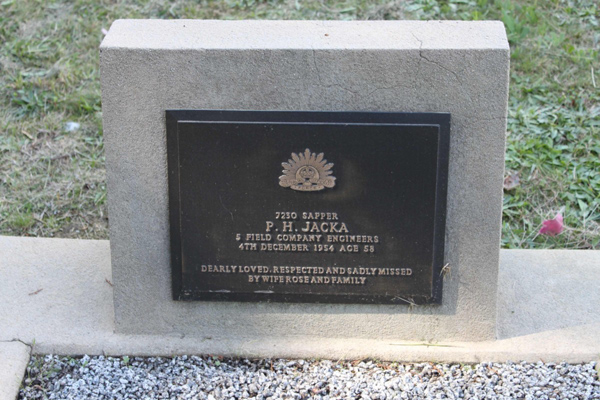 7230 SAPPER
P. H. JACKA
5 FIELD COMPANY ENGINEERS
4TH DECEMBER 1954 AGE 58
DEARLY LOVED, RESPECTED AND SADLY MISSED
BY WIFE ROSE AND FAMILY